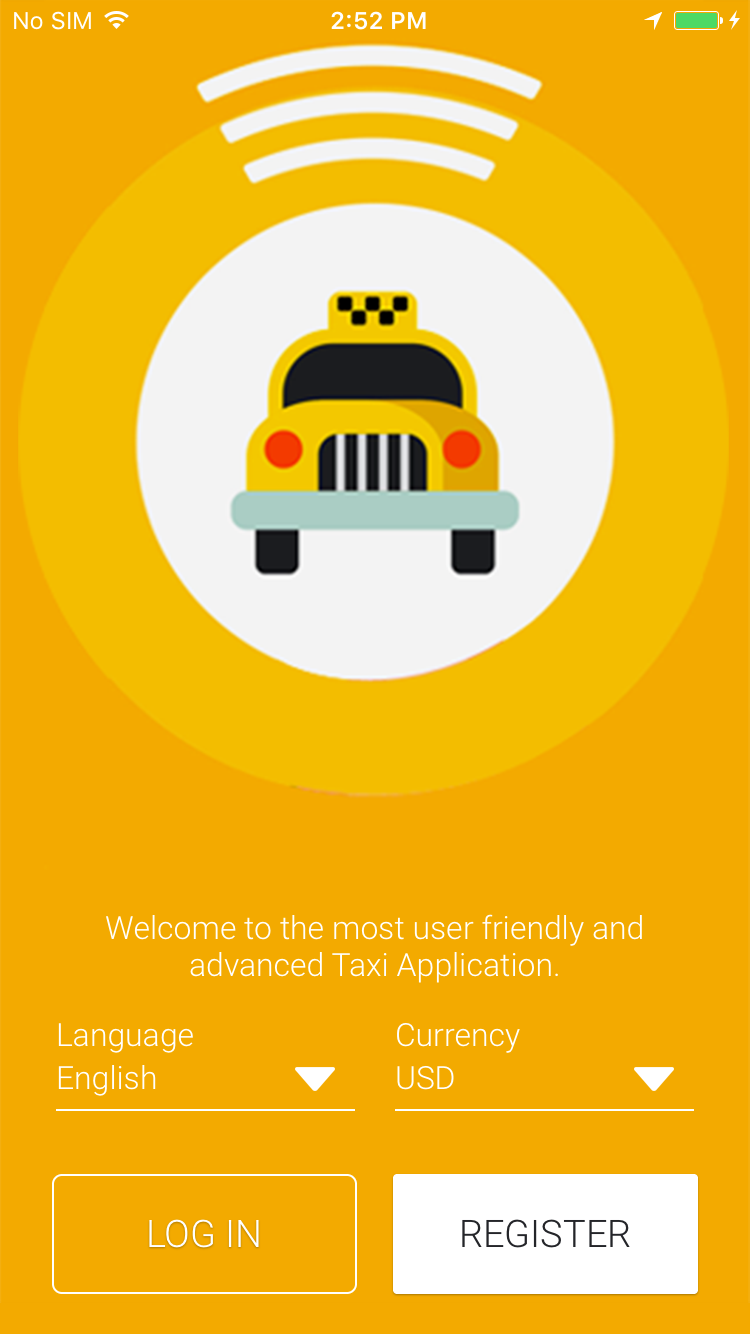 No SIM 2:52 PM
Welcome to the most user friendly and
advanced Taxi Application.
Language Currency
English USD
LOG IN REGISTER